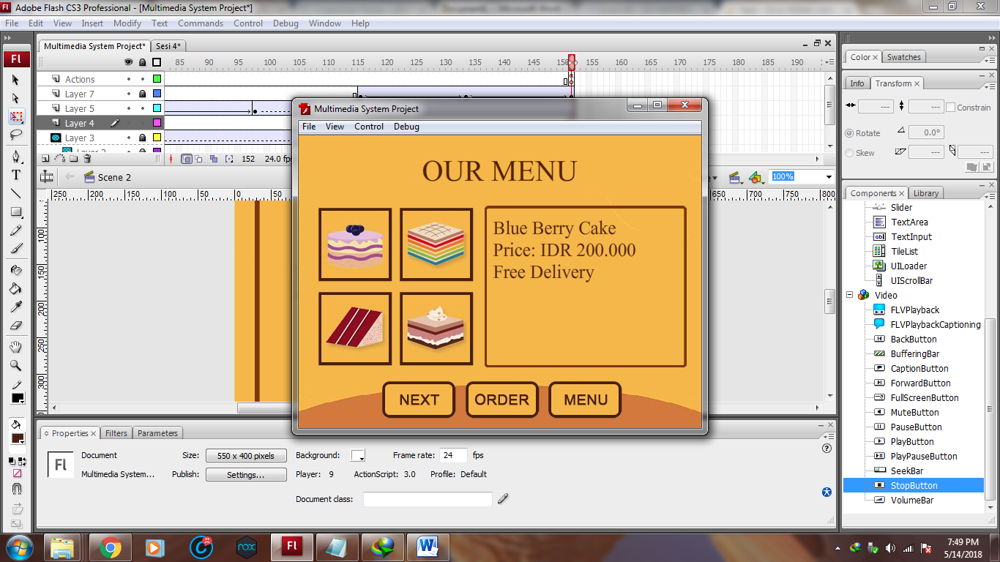 Adobe Flash CS3 Professional - [Multimedia System Project*]
File Edit View Insert Modify Text Commands Control Debug Window Help
Multimedia System Project* Sesi 4*
85 90 95 100 105 110 115 120 125 130 135 140 145 150 155 160 165 170 175 180 185 190
Actions
Layer 7
Layer 5
Layer 4
Layer 3
152 24.0 fps
Scene 2
100%
250 200 150 100 50 0 50 650 700 750 800
100
150
200
250
300
Multimedia System Project
File View Control Debug
OUR MENU
Blue Berry Cake
Price: IDR 200.000
Free Delivery
NEXT ORDER MENU
Color Swatches
Info Transform
Constrain
Rotate 0.0°
Skew
Components Library
Slider
TextArea
TextInput
TileList
UILoader
UIScrollBar
Video
FLVPlayback
FLVPlaybackCaptioning
BackButton
BufferingBar
CaptionButton
ForwardButton
FullScreenButton
MuteButton
PauseButton
PlayButton
PlayPauseButton
SeekBar
StopButton
VolumeBar
Properties Filters Parameters
Document Size: 550 x 400 pixels Background: Frame rate: 24 fps
Multimedia System... Publish: Settings... Player: 9 ActionScript: 3.0 Profile: Default
Document class:
7:49 PM
5/14/2018